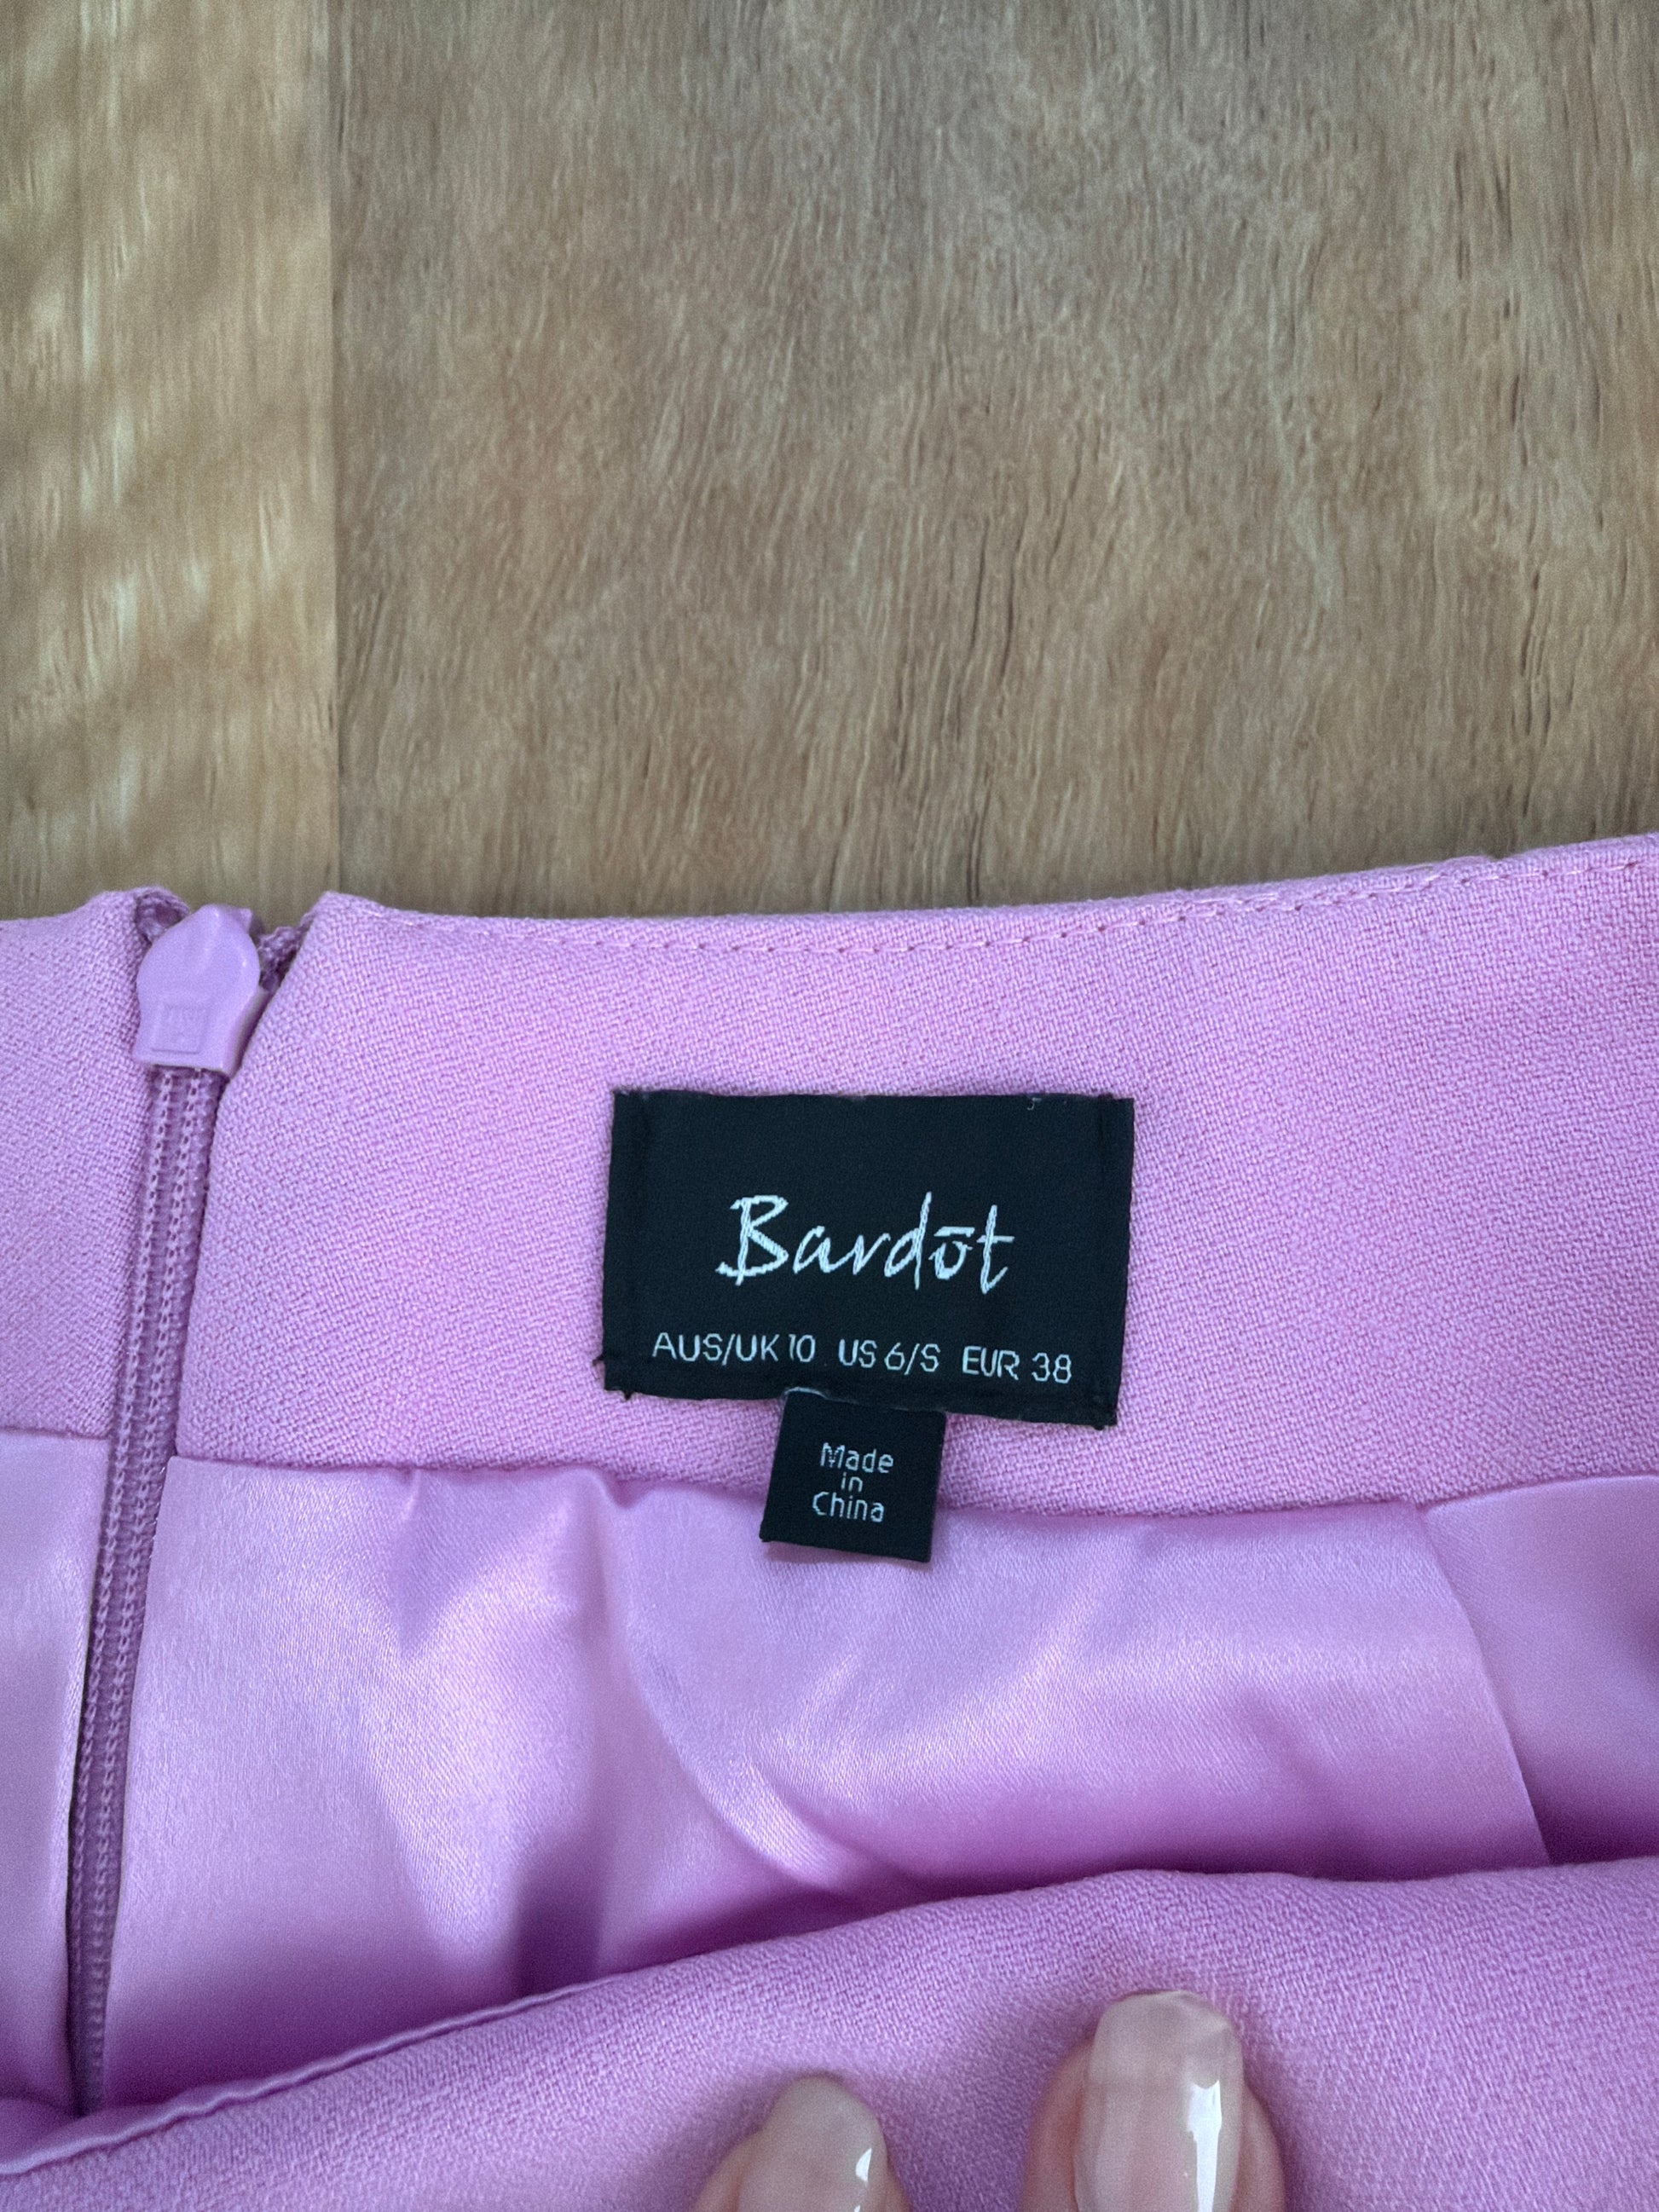 Bardōt
AUS/UK 10 US 6/S EUR 38
Made
in
China